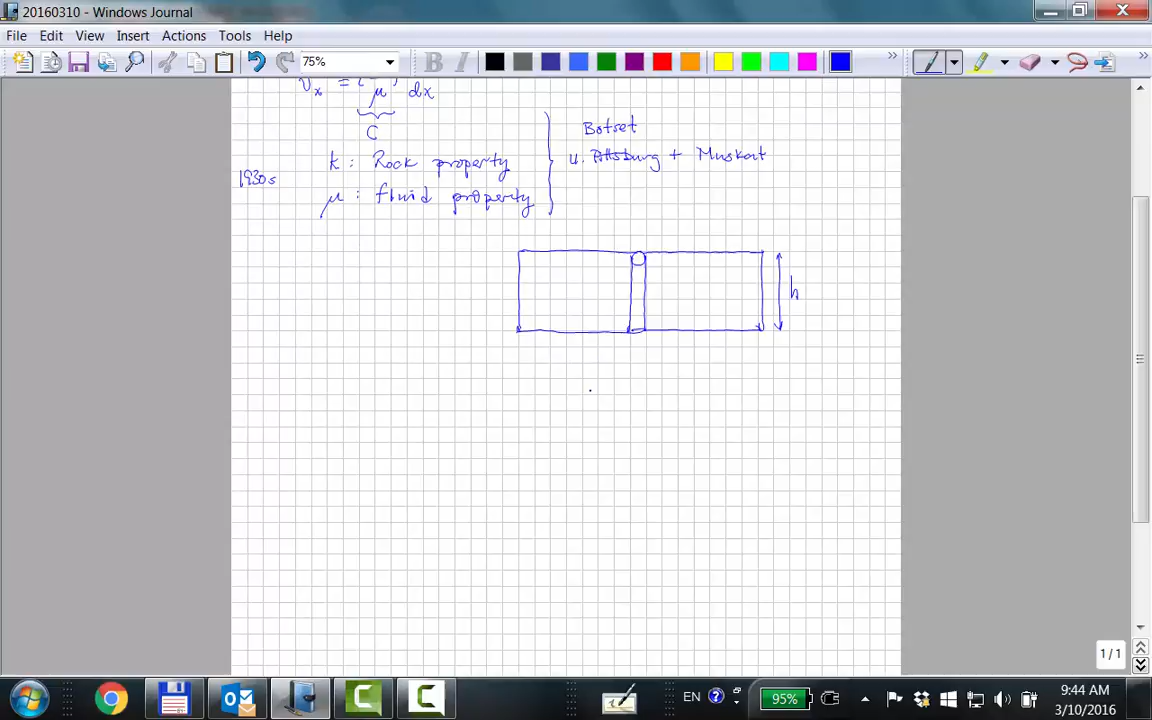 20160310 - Windows Journal
File Edit View Insert Actions Tools Help
75%
B I
μ dx
C
k : Rock property
1930s
μ : fluid property
Botset
u. Pittsburg + Muskat
h
1/1
EN
95%
9:44 AM
3/10/2016